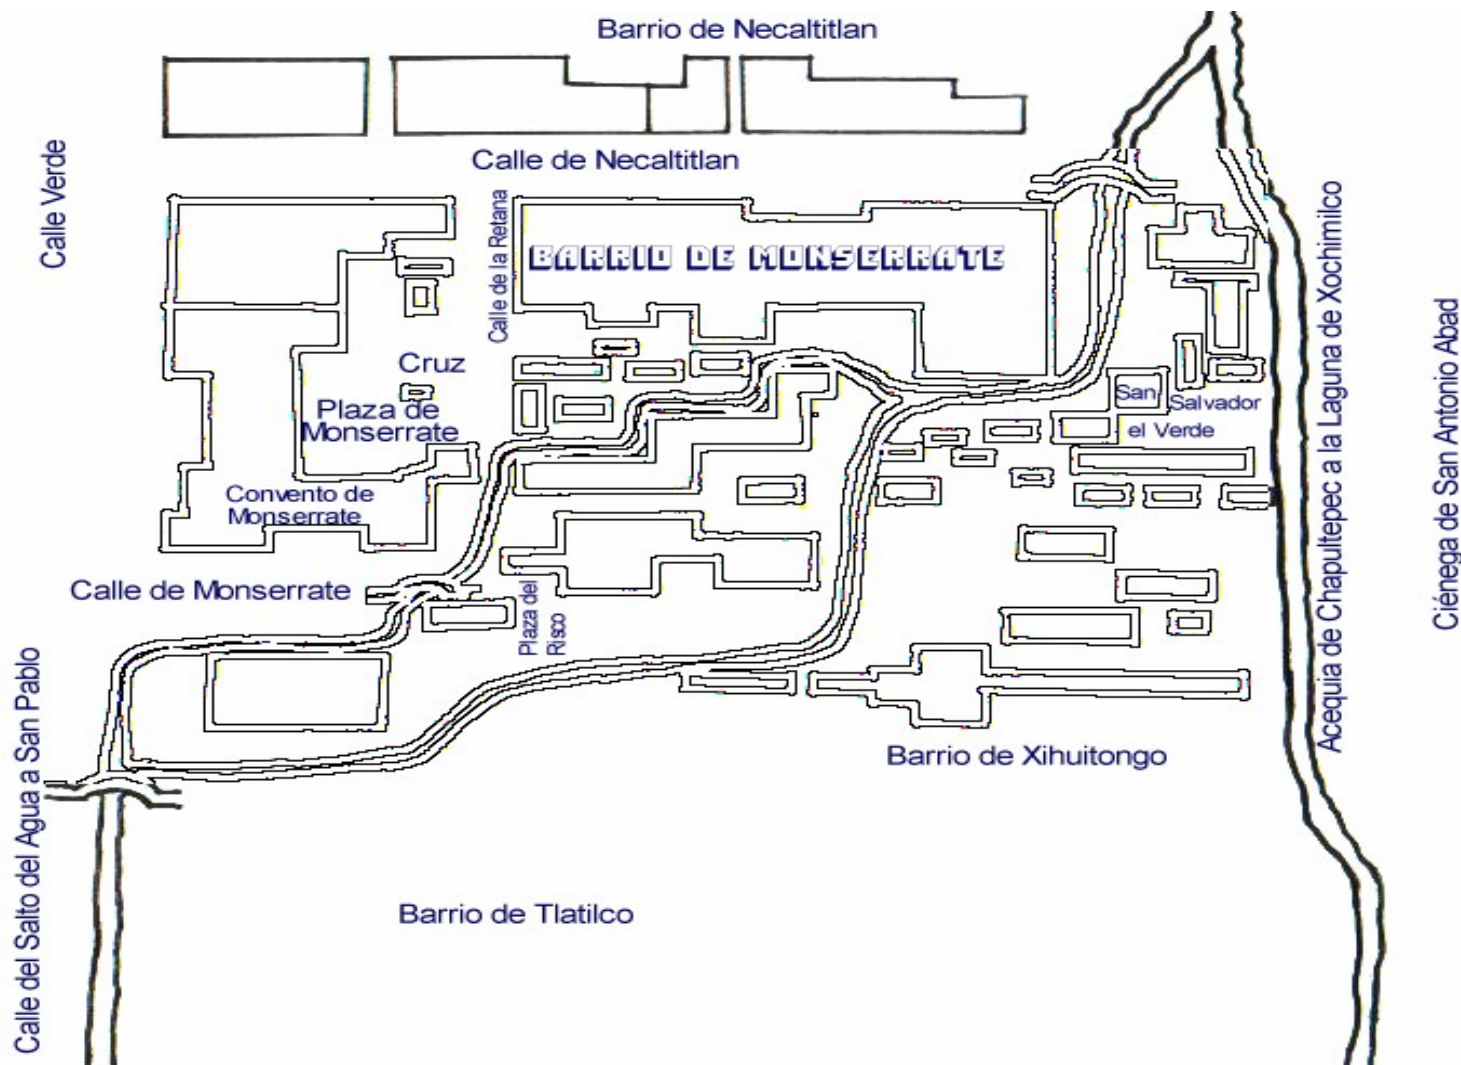 Barrio de Necaltitlan
Calle de Necaltitlan
Calle Verde
Calle de la Retana
BARRIO DE MONSERRATE
Cruz
Plaza de
Monserrate
San
Salvador
el Verde
Convento de
Monserrate
Calle de Monserrate
Plaza del
Risco
Acequia de Chapultepec a la Laguna de Xochimilco
Ciénega de San Antonio Abad
Calle del Salto del Agua a San Pablo
Barrio de Xihuitongo
Barrio de Tlatilco